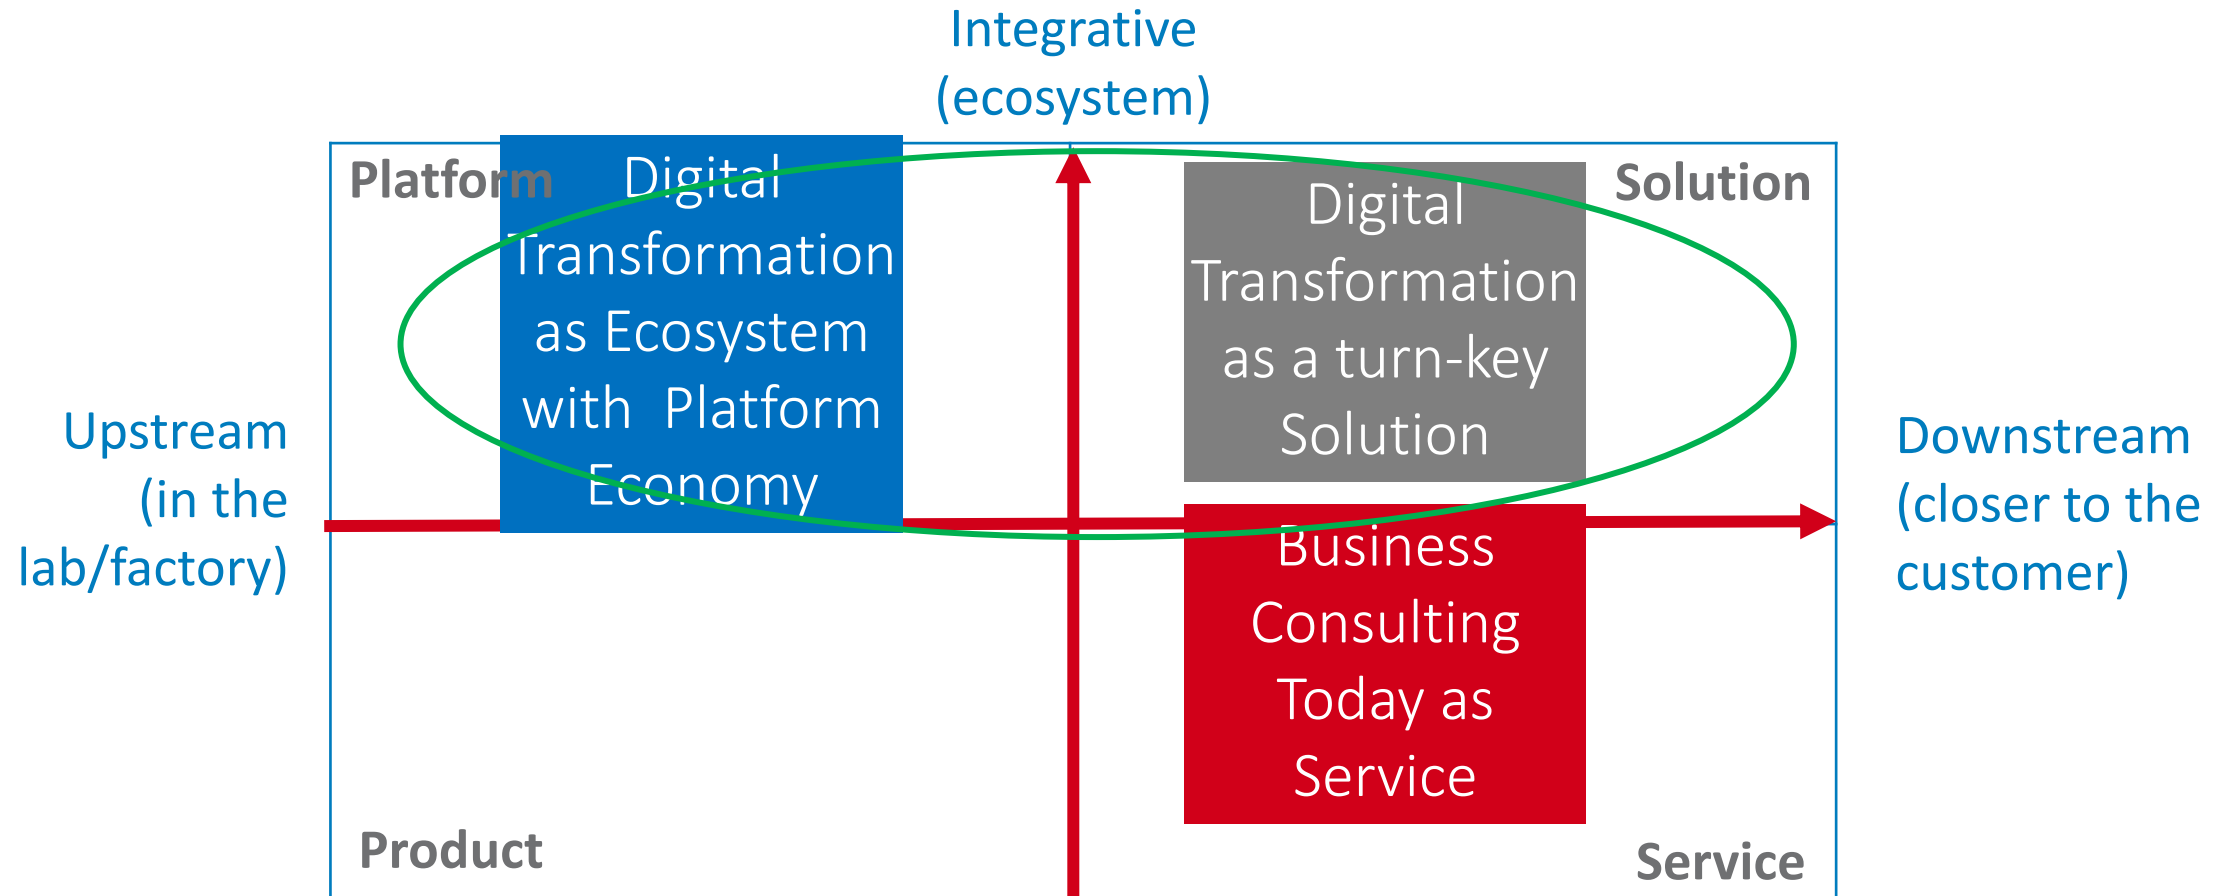 Integrative
(ecosystem)
Platform
Digital
Transformation
as Ecosystem
with Platform
Economy
Digital
Transformation
as a turn-key
Solution
Solution
Upstream
(in the
lab/factory)
Downstream
(closer to the
customer)
Business
Consulting
Today as
Service
Product
Service